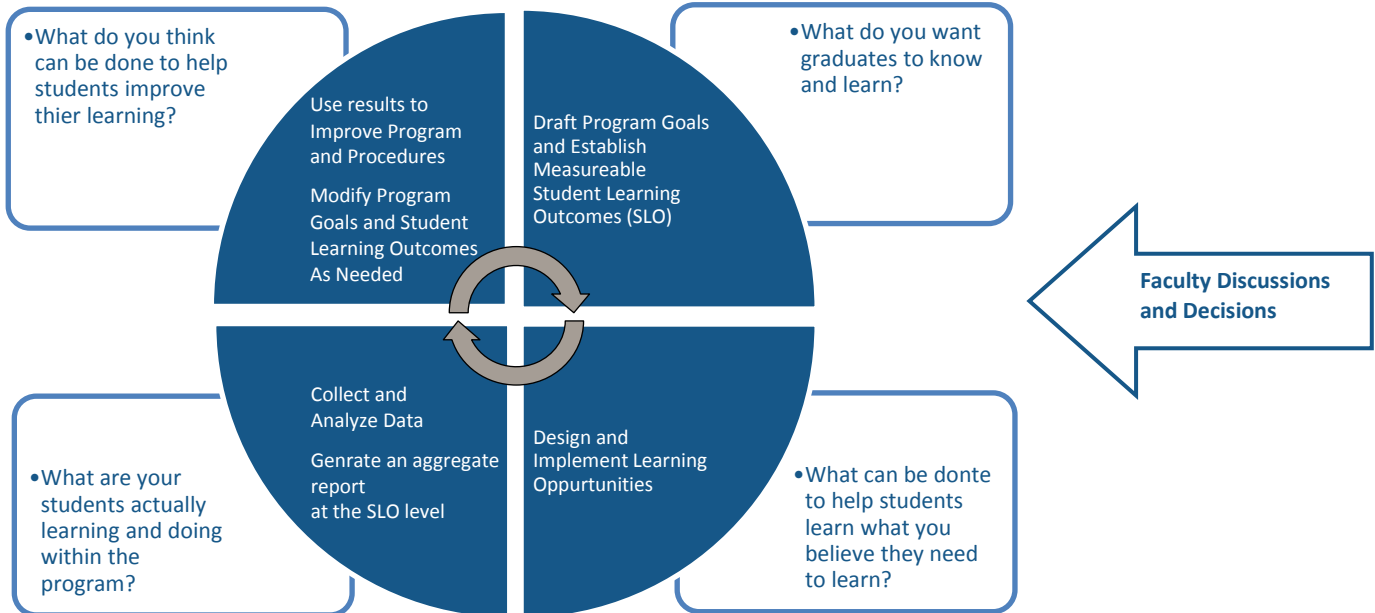 •What do you think
can be done to help
students improve
thier learning?
Use results to
Improve Program
and Procedures
Modify Program
Goals and Student
Learning Outcomes
As Needed
Draft Program Goals
and Establish
Measureable
Student Learning
Outcomes (SLO)
•What do you want
graduates to know
and learn?
Faculty Discussions
and Decisions
•What are your
students actually
learning and doing
within the
program?
Collect and
Analyze Data
Genrate an aggregate
report
at the SLO level
Design and
Implement Learning
Oppurtunities
•What can be donte
to help students
learn what you
believe they need
to learn?